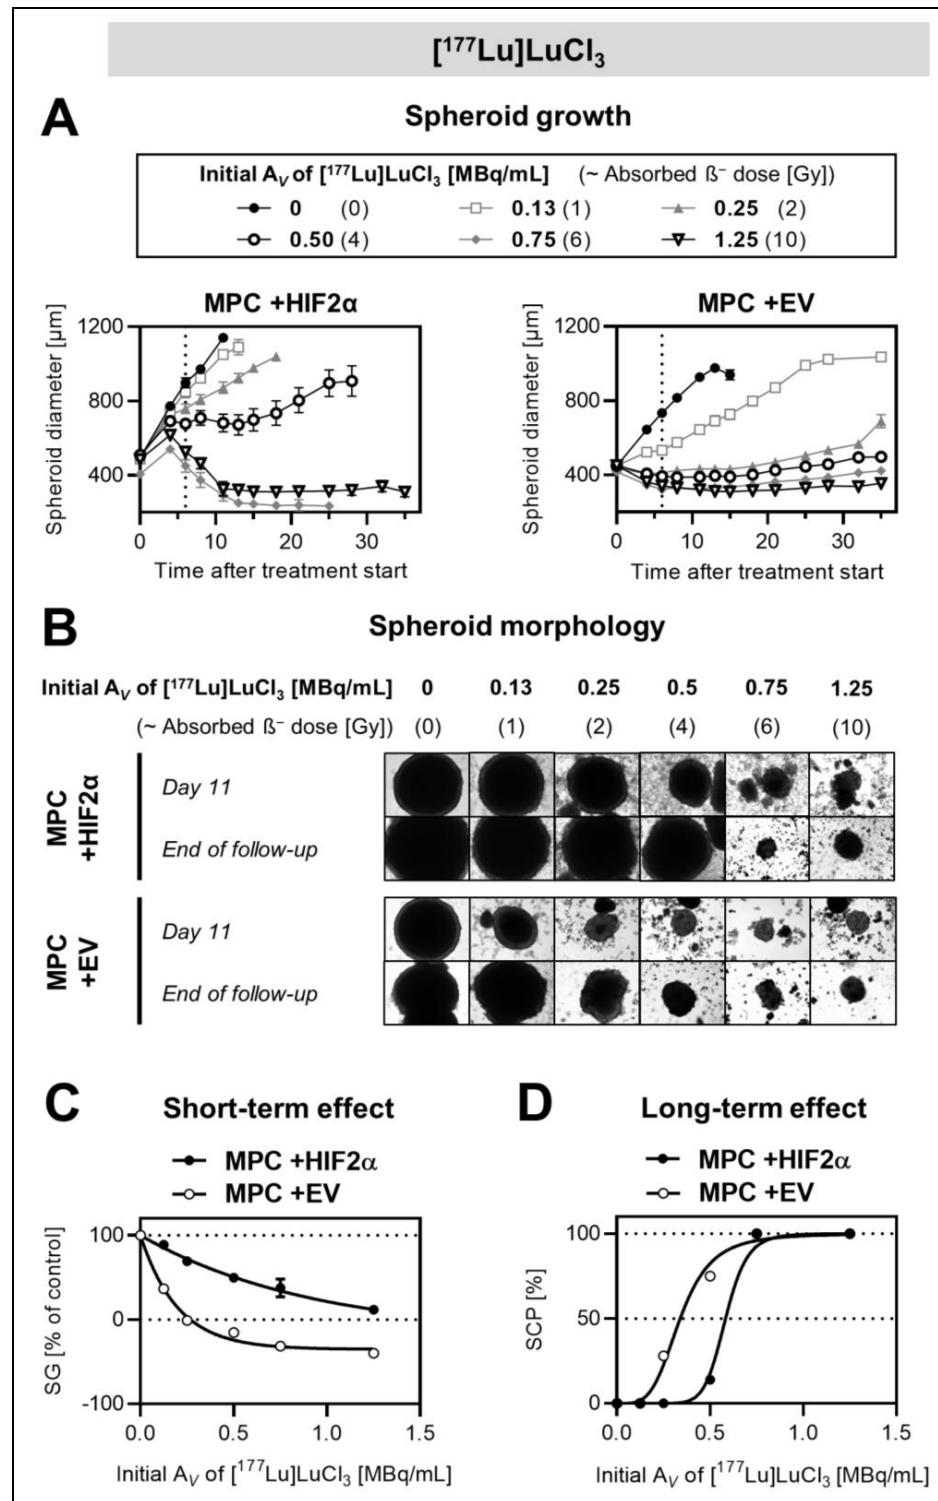 [¹⁷⁷Lu]LuCl₃
A
Spheroid growth
Initial Aᵥ of [¹⁷⁷Lu]LuCl₃ [MBq/mL] (~ Absorbed ß⁻ dose [Gy])
0 (0) 0.13 (1) 0.25 (2)
0.50 (4) 0.75 (6) 1.25 (10)
MPC +HIF2α
Spheroid diameter [µm]
1200
800
400
0 10 20 30
Time after treatment start
MPC +EV
Spheroid diameter [µm]
1200
800
400
0 10 20 30
Time after treatment start
B
Spheroid morphology
Initial Aᵥ of [¹⁷⁷Lu]LuCl₃ [MBq/mL] 0 0.13 0.25 0.5 0.75 1.25
(~ Absorbed ß⁻ dose [Gy]) (0) (1) (2) (4) (6) (10)
MPC
+HIF2α
Day 11
End of follow-up
MPC
+EV
Day 11
End of follow-up
C
Short-term effect
MPC +HIF2α
MPC +EV
SG [% of control]
100
0
-100
0.0 0.5 1.0 1.5
Initial Aᵥ of [¹⁷⁷Lu]LuCl₃ [MBq/mL]
D
Long-term effect
MPC +HIF2α
MPC +EV
SCP [%]
100
50
0
0.0 0.5 1.0 1.5
Initial Aᵥ of [¹⁷⁷Lu]LuCl₃ [MBq/mL]